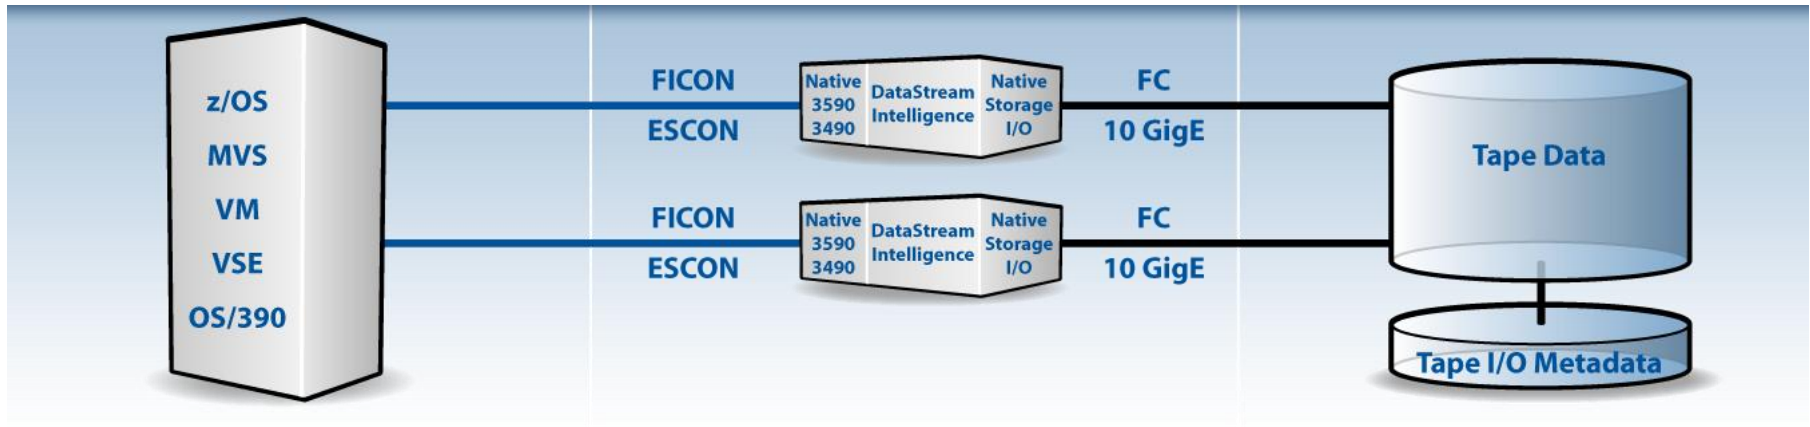 z/OS
MVS
VM
VSE
OS/390
FICON
ESCON
Native
3590
3490
DataStream
Intelligence
Native
Storage
I/O
FC
10 GigE
FICON
ESCON
Native
3590
3490
DataStream
Intelligence
Native
Storage
I/O
FC
10 GigE
Tape Data
Tape I/O Metadata